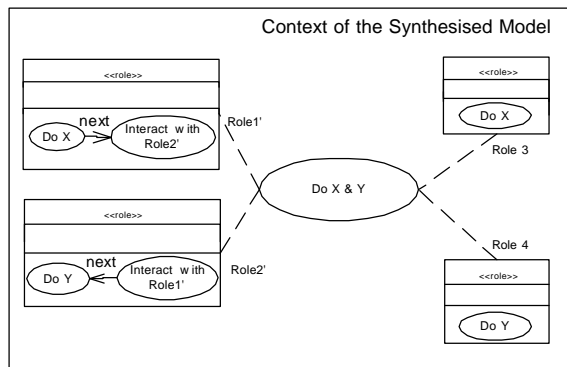 Context of the Synthesised Model
<<role>>
next
Do X
Interact with
Role2'
Role1'
<<role>>
next
Do Y
Interact with
Role1'
Role2'
Do X & Y
<<role>>
Do X
Role 3
Role 4
<<role>>
Do Y